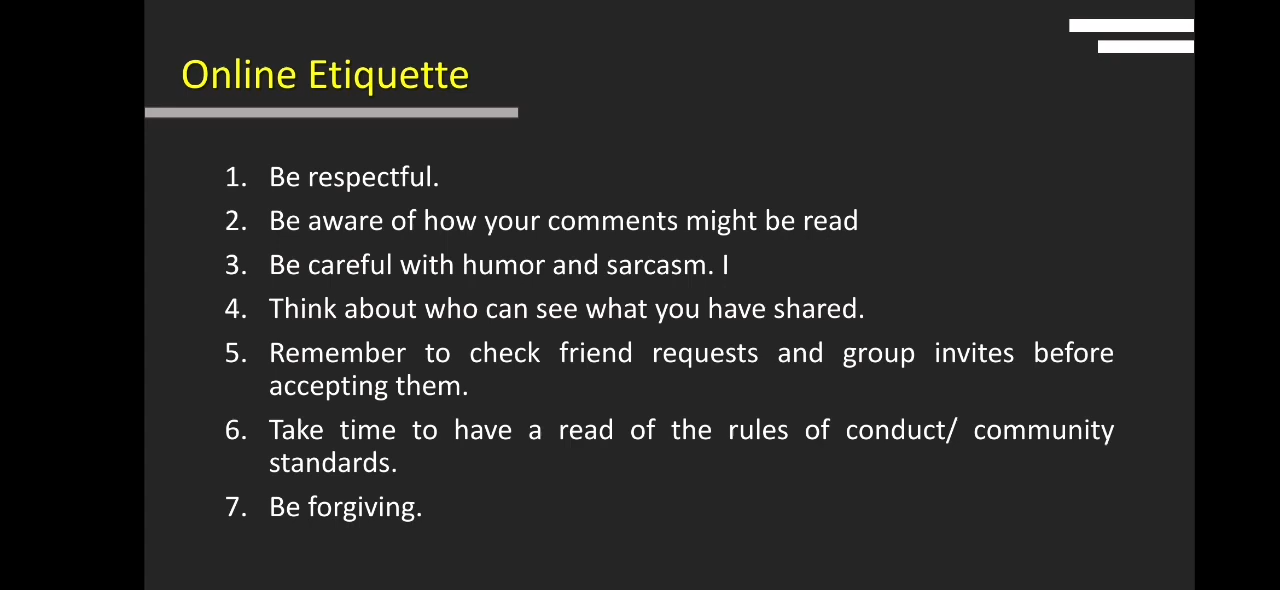 Online Etiquette
1. Be respectful.
2. Be aware of how your comments might be read
3. Be careful with humor and sarcasm. I
4. Think about who can see what you have shared.
5. Remember to check friend requests and group invites before
accepting them.
6. Take time to have a read of the rules of conduct/ community
standards.
7. Be forgiving.